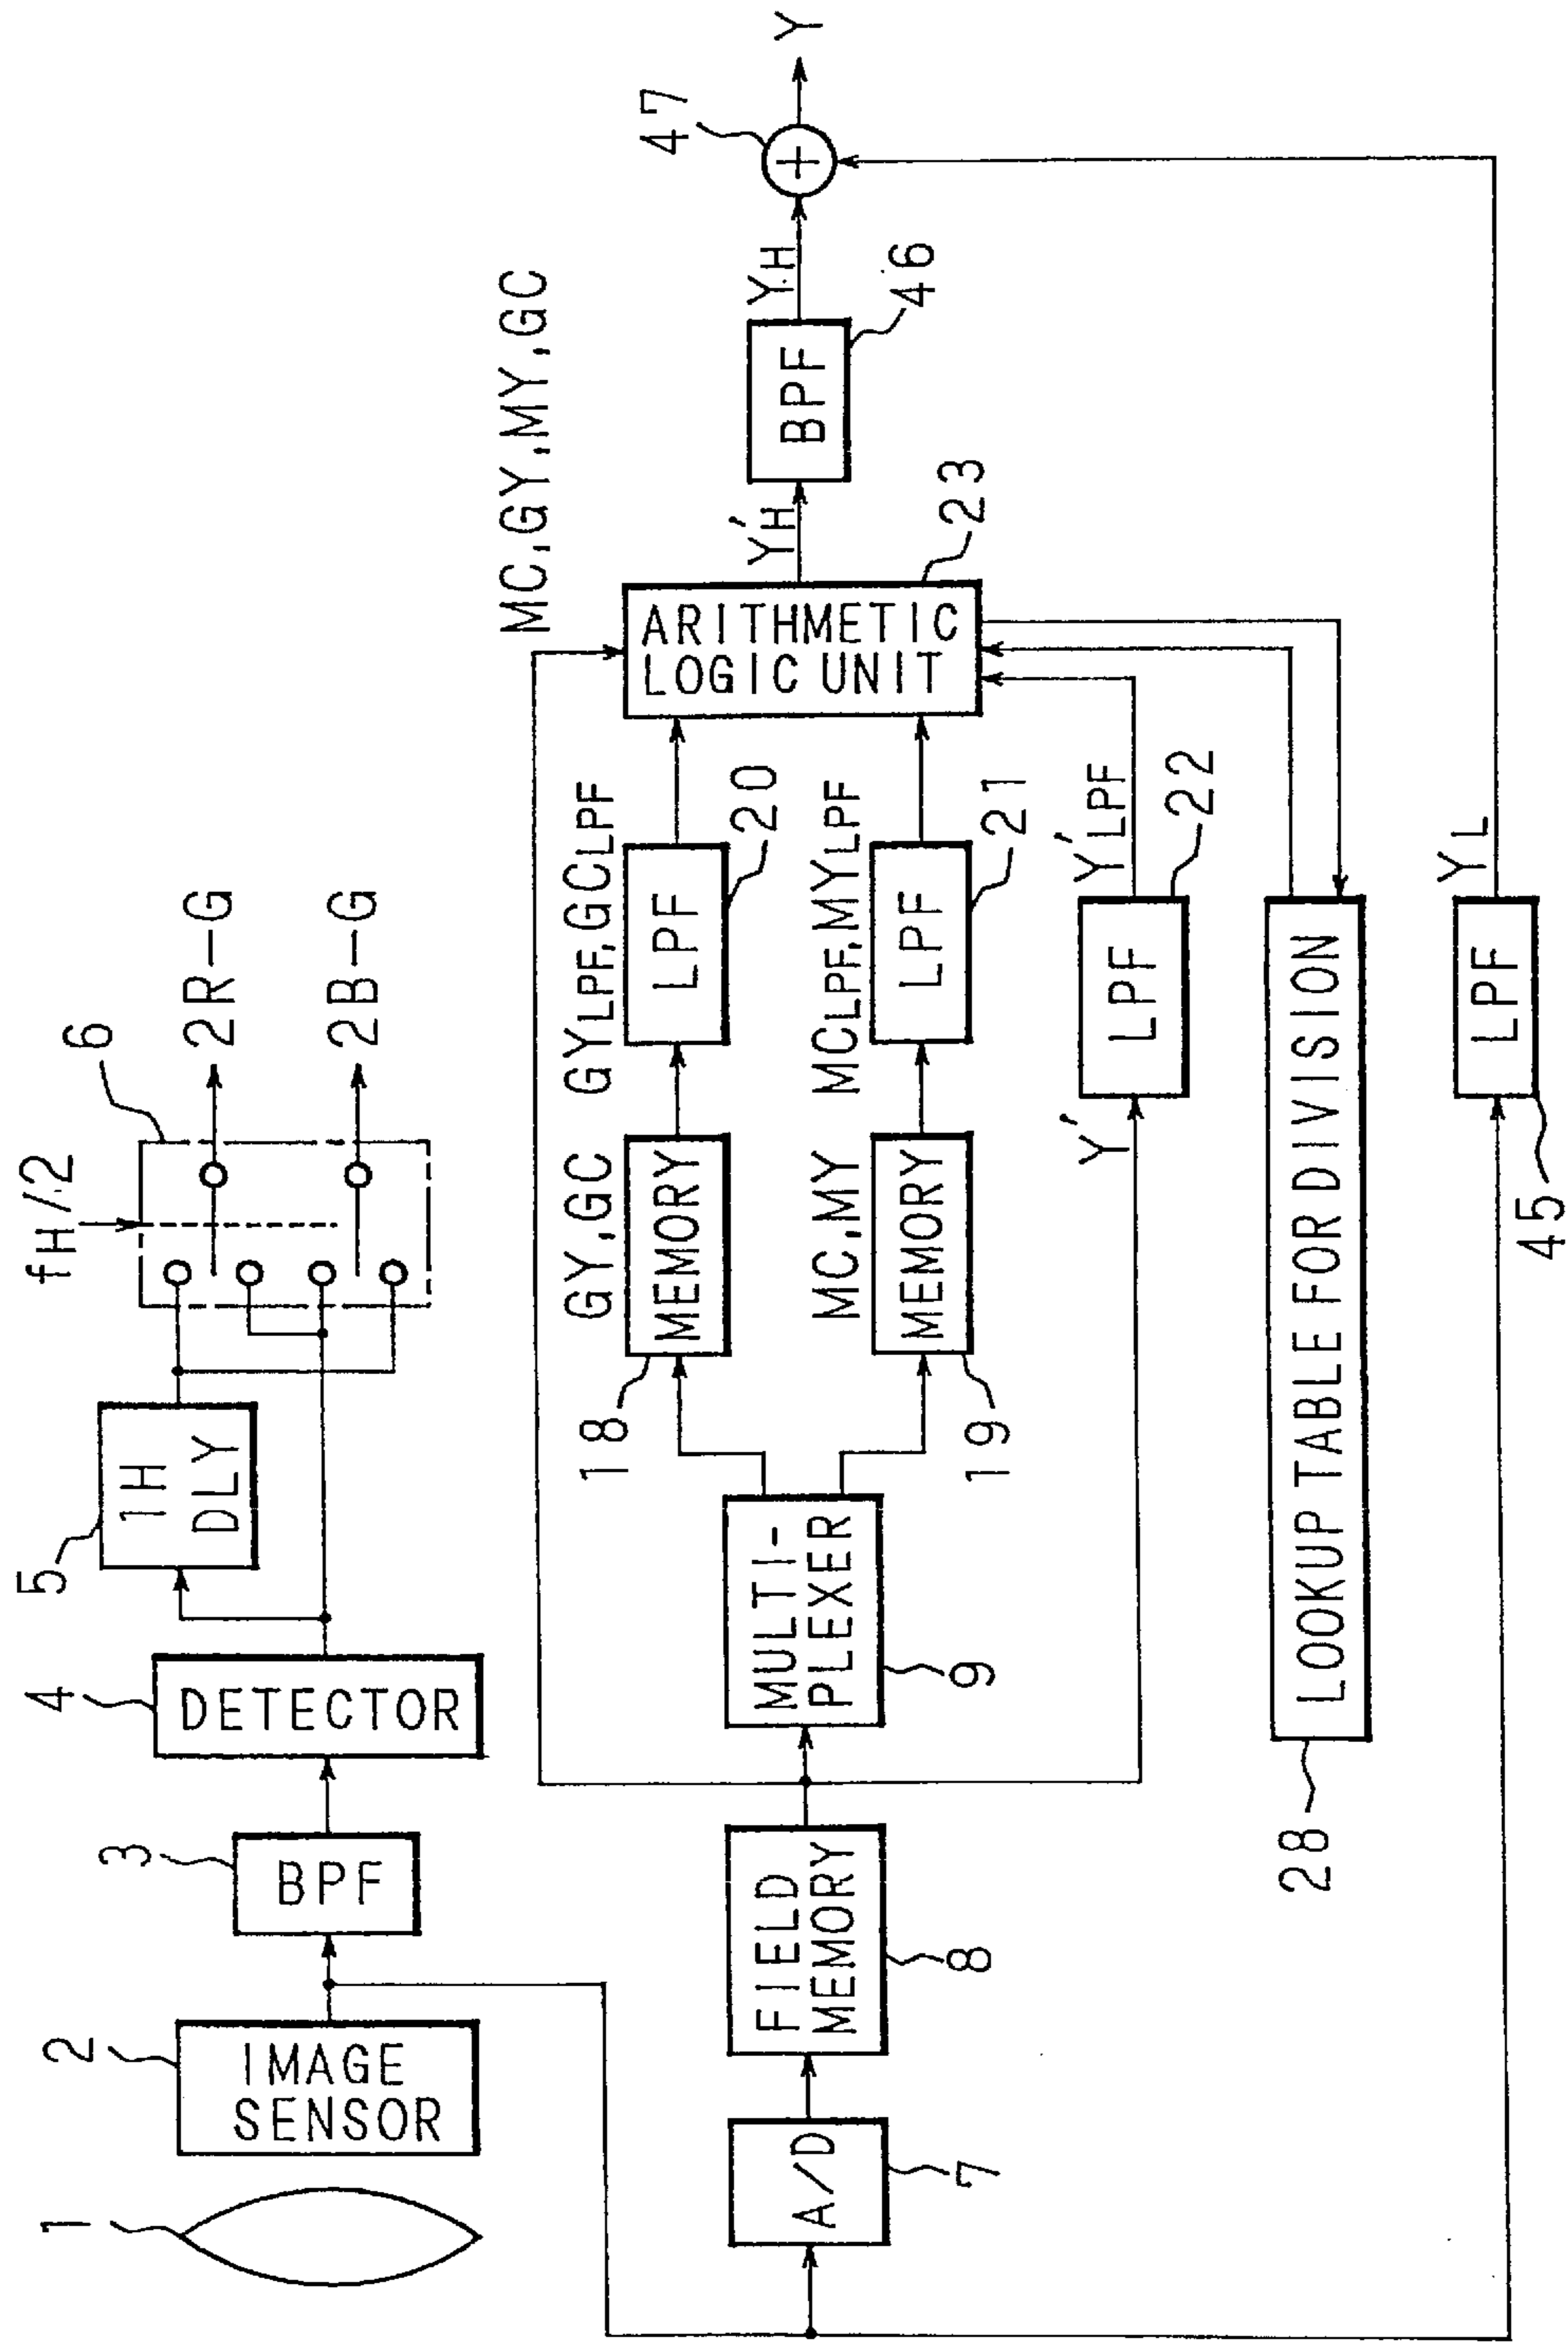 1
2
IMAGE
SENSOR
3
BPF
4
DETECTOR
5
1H
DLY
fH/2
6
2R-G
2B-G
A/D
7
FIELD
MEMORY
8
MULTI-
PLEXER
9
GY,GC
MEMORY
18
MC,MY
MEMORY
19
GYLPF,GCLPF
LPF
20
MCLPF,MYLPF
LPF
21
Y'
LPF
Y'LPF
22
MC,GY,MY,GC
ARITHMETIC
LOGIC UNIT
23
Y'H
BPF
46
YH
47
+
Y
28
LOOKUP TABLE FOR DIVISION
LPF
45
YL